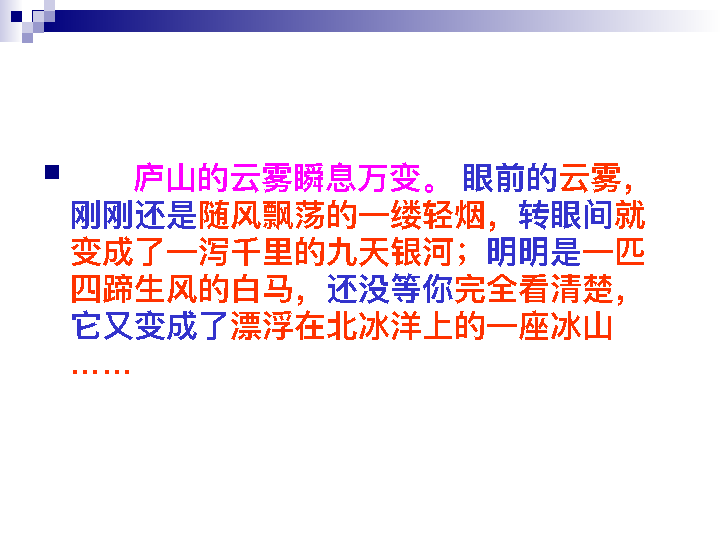 庐山的云雾瞬息万变。眼前的云雾，
刚刚还是随风飘荡的一缕轻烟，转眼间就
变成了一泻千里的九天银河；明明是一匹
四蹄生风的白马，还没等你完全看清楚，
它又变成了漂浮在北冰洋上的一座冰山
……